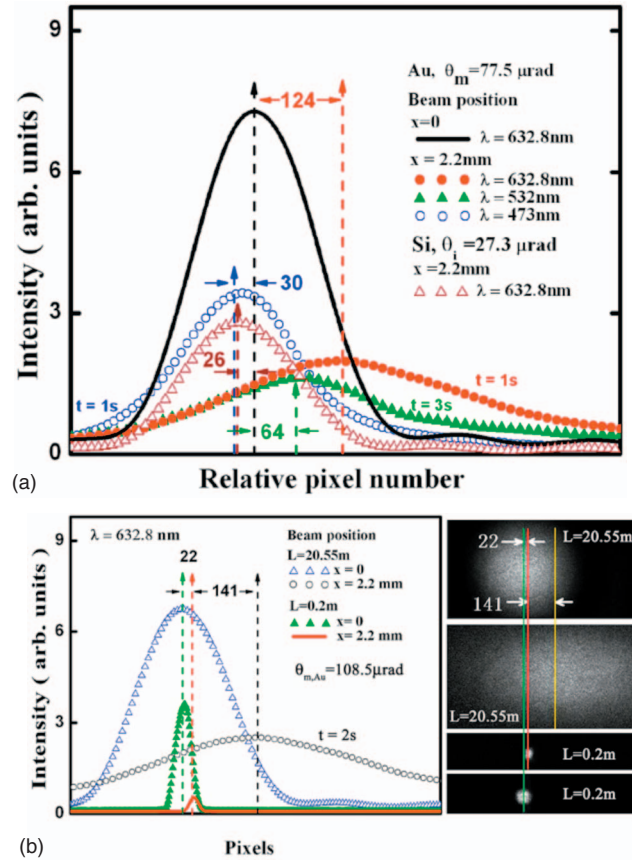 9
6
3
0
Intensity ( arb. units )
Relative pixel number
(a)
124
30
26
64
t = 1s
t = 3s
t = 1s
Au, θm=77.5 μrad
Beam position
x=0
λ = 632.8nm
x = 2.2mm
λ = 632.8nm
λ = 532nm
λ = 473nm
Si, θi =27.3 μrad
x =2.2mm
λ = 632.8nm
9
6
3
0
Intensity ( arb. units )
Pixels
(b)
λ = 632.8 nm
22
141
Beam position
L=20.55m
x = 0
x = 2.2 mm
L=0.2m
x = 0
x= 2.2 mm
θm,Au=108.5μrad
t = 2s
22
L=20.55m
141
L=20.55m
L=0.2m
L=0.2m